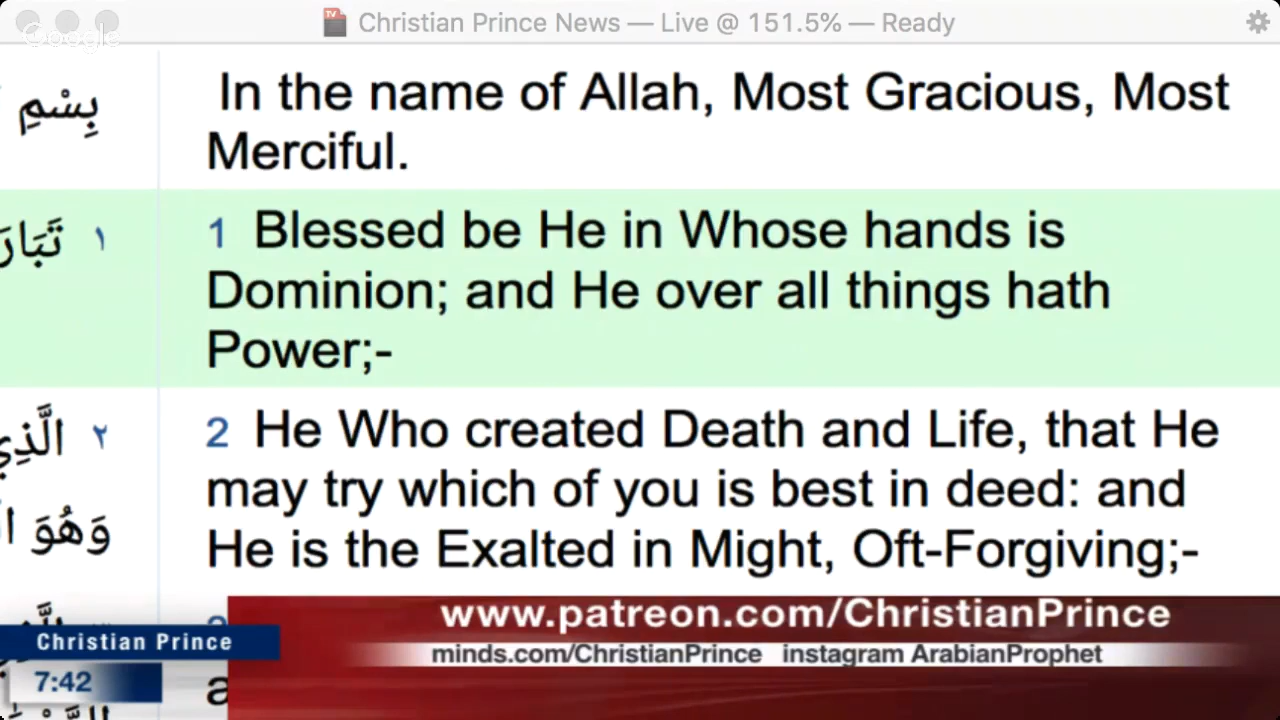 Christian Prince News — Live @ 151.5% — Ready
Google
بِسْمِ
In the name of Allah, Most Gracious, Most
Merciful.
١
1 Blessed be He in Whose hands is
Dominion; and He over all things hath
Power;-
٢
2 He Who created Death and Life, that He
may try which of you is best in deed: and
وَهُوَ
He is the Exalted in Might, Oft-Forgiving;-
www.patreon.com/ChristianPrince
Christian Prince
minds.com/ChristianPrince instagram ArabianProphet
7:42